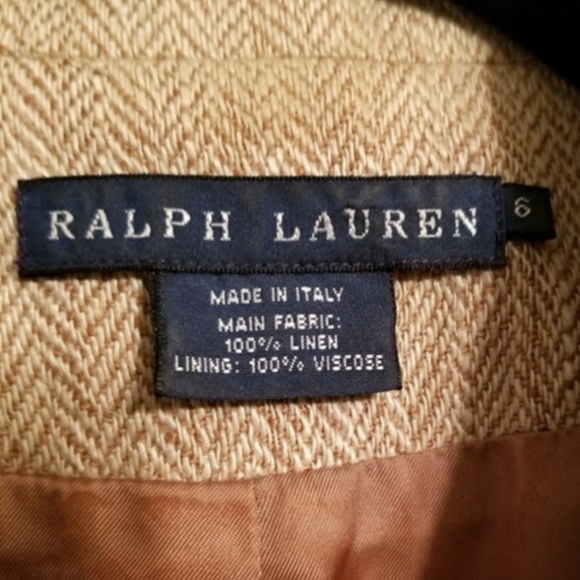 RALPH LAUREN
6
MADE IN ITALY
MAIN FABRIC:
100% LINEN
LINING: 100% VISCOSE